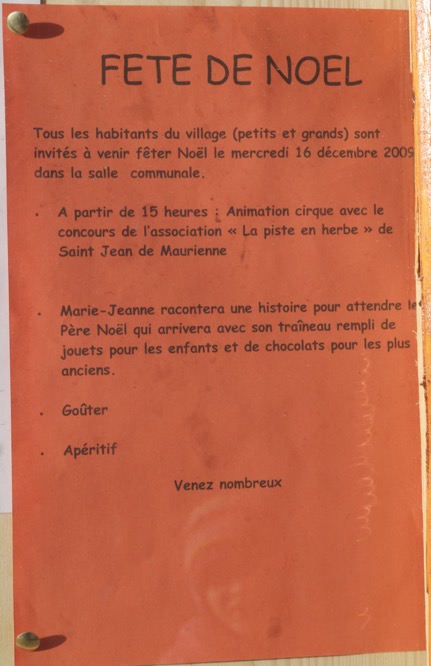 FETE DE NOEL
Tous les habitants du village (petits et grands) sont
invités à venir fêter Noël le mercredi 16 décembre 2009
dans la salle communale.
. A partir de 15 heures : Animation cirque avec le
concours de l'association « La piste en herbe » de
Saint Jean de Maurienne
. Marie-Jeanne racontera une histoire pour attendre le
Père Noël qui arrivera avec son traîneau rempli de
jouets pour les enfants et de chocolats pour les plus
anciens.
. Goûter
. Apéritif
Venez nombreux